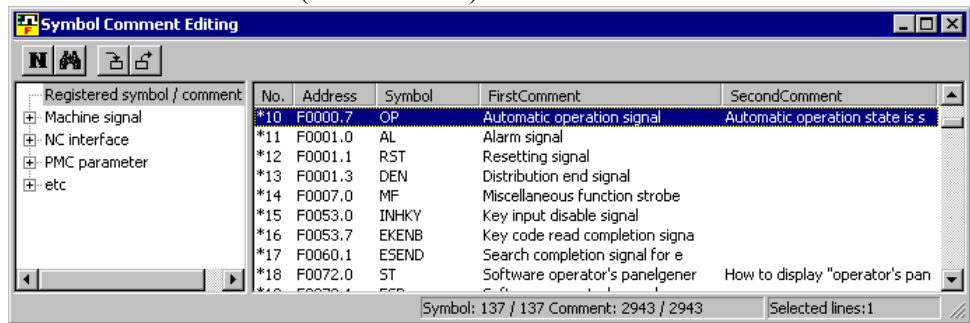 Symbol Comment Editing
N
Registered symbol / comment
Machine signal
NC interface
PMC parameter
etc
No. Address Symbol FirstComment SecondComment
*10 F0000.7 OP Automatic operation signal Automatic operation state is s
*11 F0001.0 AL Alarm signal
*12 F0001.1 RST Resetting signal
*13 F0001.3 DEN Distribution end signal
*14 F0007.0 MF Miscellaneous function strobe
*15 F0053.0 INHKY Key input disable signal
*16 F0053.7 EKENB Key code read completion signa
*17 F0060.1 ESEND Search completion signal for e
*18 F0072.0 ST Software operator's panelgener How to display "operator's pan
Symbol: 137 / 137 Comment: 2943 / 2943 Selected lines:1